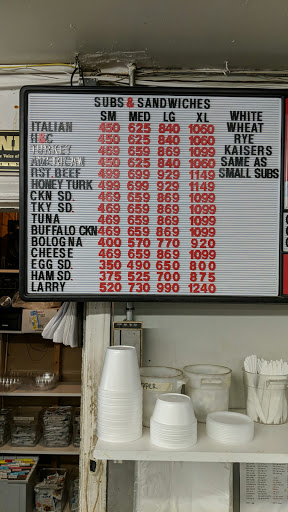 SUBS & SANDWICHES
SM MED LG XL WHITE
ITALIAN 450 625 840 1060 WHEAT
H&C 450 625 840 1060 RYE
TURKEY 469 659 869 1099 KAISERS
AMERICAN 450 625 840 1060 SAME AS
RST. BEEF 499 699 929 1149 SMALL SUBS
HONEY TURK 499 699 929 1149
CKN SD. 469 659 869 1099
TKY SD. 469 659 869 1099
TUNA 469 659 869 1099
BUFFALO CKN 469 659 869 1099
BOLOGNA 400 570 770 920
CHEESE 469 659 869 1099
EGG SD. 350 490 650 800
HAM SD. 375 525 700 875
LARRY 520 730 990 1240